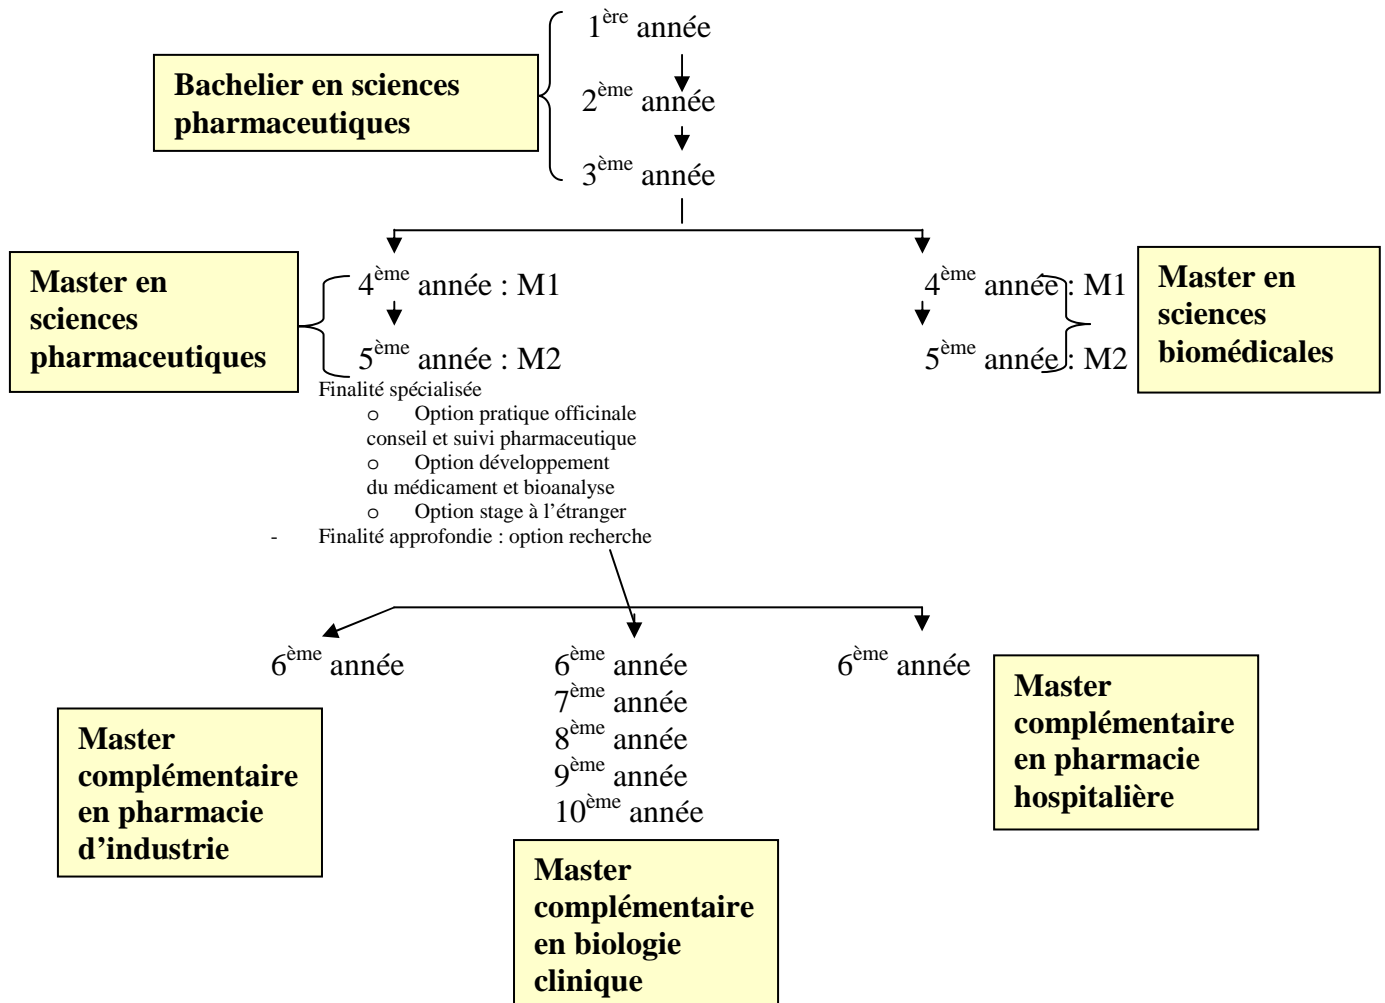 1ère année
Bachelier en sciences
pharmaceutiques
2ème année
3ème année
Master en
sciences
pharmaceutiques
4ème année : M1
5ème année : M2
4ème année : M1
5ème année : M2
Master en
sciences
biomédicales
Finalité spécialisée
o Option pratique officinale
conseil et suivi pharmaceutique
o Option développement
du médicament et bioanalyse
o Option stage à l'étranger
- Finalité approfondie : option recherche
6ème année
Master
complémentaire
en pharmacie
d'industrie
6ème année
7ème année
8ème année
9ème année
10ème année
Master
complémentaire
en biologie
clinique
6ème année
Master
complémentaire
en pharmacie
hospitalière